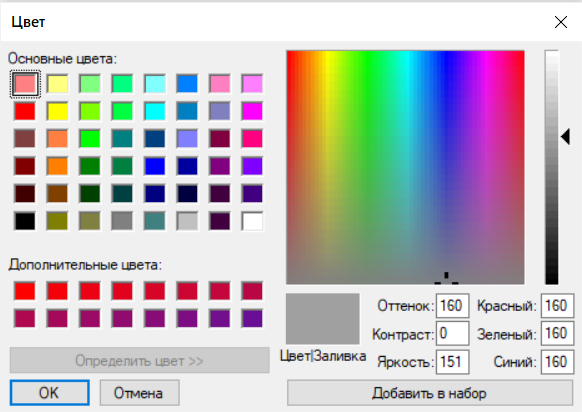 Цвет
Основные цвета:
Дополнительные цвета:
Определить цвет >>
OK
Отмена
Цвет|Заливка
Оттенок: 160
Контраст: 0
Яркость: 151
Красный: 160
Зеленый: 160
Синий: 160
Добавить в набор